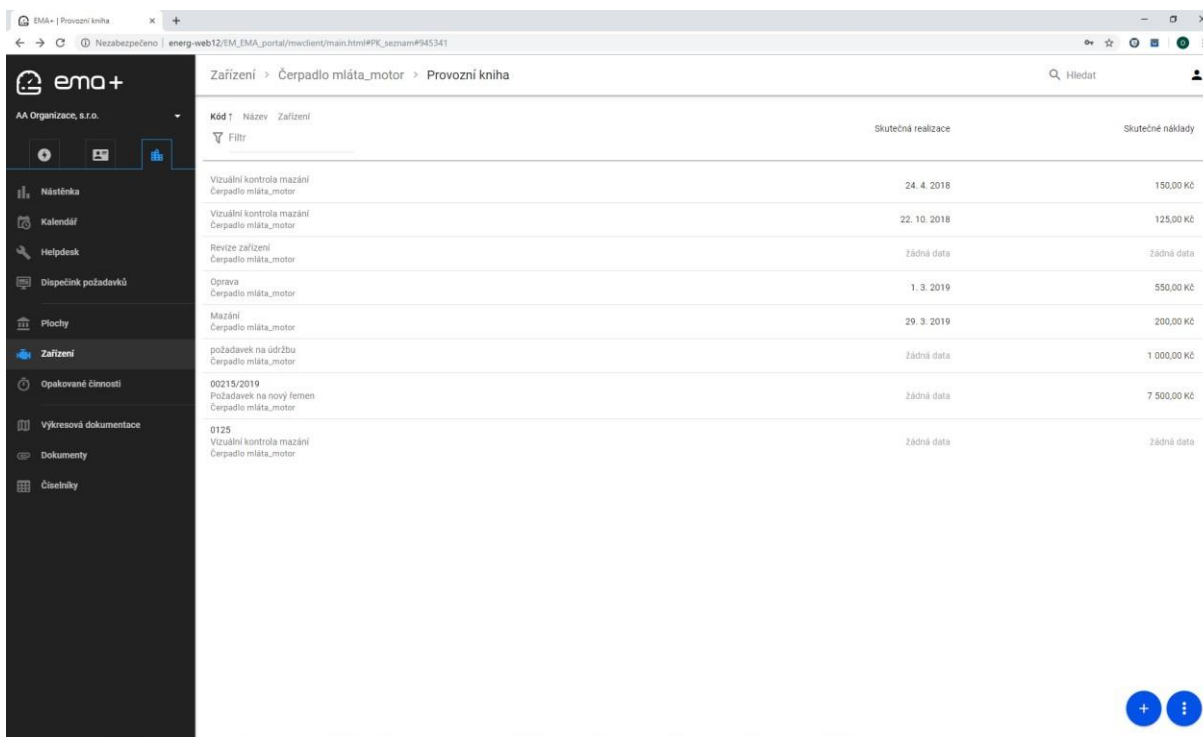 EMA+ | Provozní kniha
Nezabezpečeno | energ-web12/EM_EMA_portal/mwclient/main.html#PK_seznam#945341
ema+
Zařízení > Čerpadlo mláta_motor > Provozní kniha
Hledat
AA Organizace, s.r.o.
Nástěnka
Kalendář
Helpdesk
Dispečink požadavků
Plochy
Zařízení
Opakované činnosti
Výkresová dokumentace
Dokumenty
Číselníky
Kód ↑ Název Zařízení
Filtr
Skutečná realizace
Skutečné náklady
Vizuální kontrola mazání
Čerpadlo mláta_motor
24. 4. 2018
150,00 Kč
Vizuální kontrola mazání
Čerpadlo mláta_motor
22. 10. 2018
125,00 Kč
Revize zařízení
Čerpadlo mláta_motor
žádná data
žádná data
Oprava
Čerpadlo mláta_motor
1. 3. 2019
550,00 Kč
Mazání
Čerpadlo mláta_motor
29. 3. 2019
200,00 Kč
požadavek na údržbu
Čerpadlo mláta_motor
žádná data
1 000,00 Kč
00215/2019
Požadavek na nový řemen
Čerpadlo mláta_motor
žádná data
7 500,00 Kč
0125
Vizuální kontrola mazání
Čerpadlo mláta_motor
žádná data
žádná data